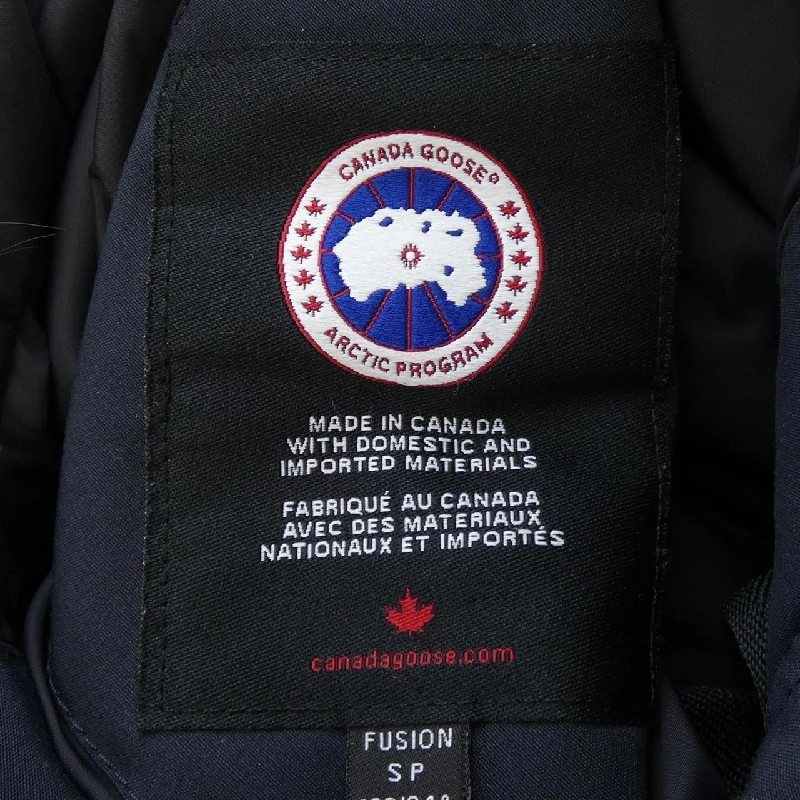 CANADA GOOSE®
ARCTIC PROGRAM
MADE IN CANADA
WITH DOMESTIC AND
IMPORTED MATERIALS
FABRIQUÉ AU CANADA
AVEC DES MATERIAUX
NATIONAUX ET IMPORTÉS
canadagoose.com
FUSION
S P